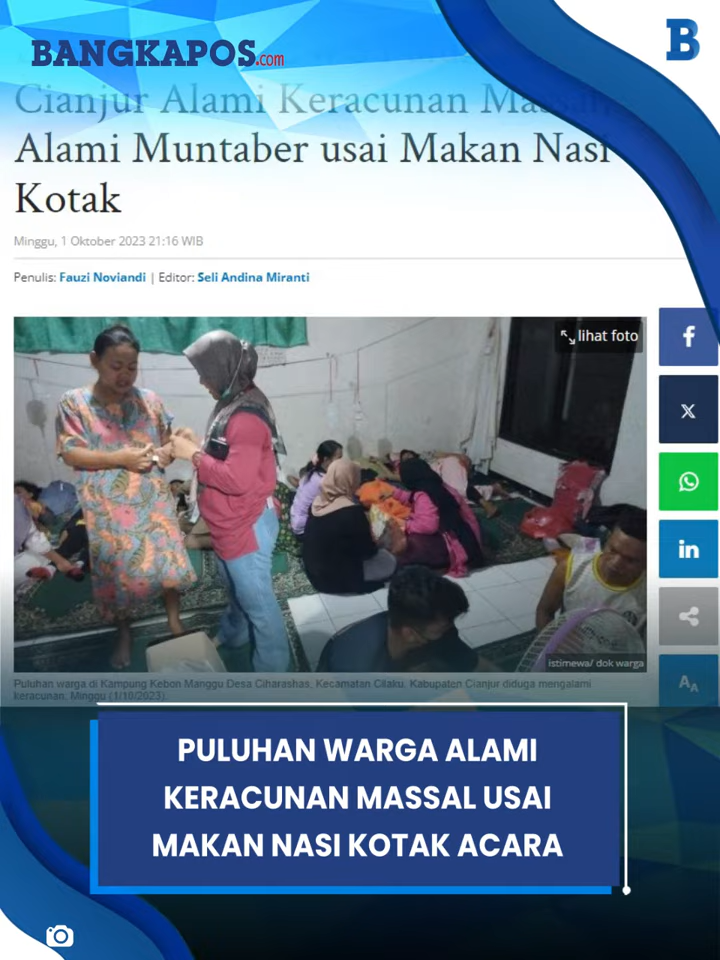 BANGKAPOS.com
B
Cianjur Alami Keracunan
Alami Muntaber usai Makan Nasi
Kotak
Minggu, 1 Oktober 2023 21:16 WIB
Penulis: Fauzi Noviandi | Editor: Seli Andina Miranti
lihat foto
istimewa/ dok warga
Puluhan warga di Kampung Kebon Manggu Desa Ciharashas, Kecamatan Cilaku, Kabupaten Cianjur diduga mengalami
keracunan, Minggu (1/10/2023).
PULUHAN WARGA ALAMI
KERACUNAN MASSAL USAI
MAKAN NASI KOTAK ACARA